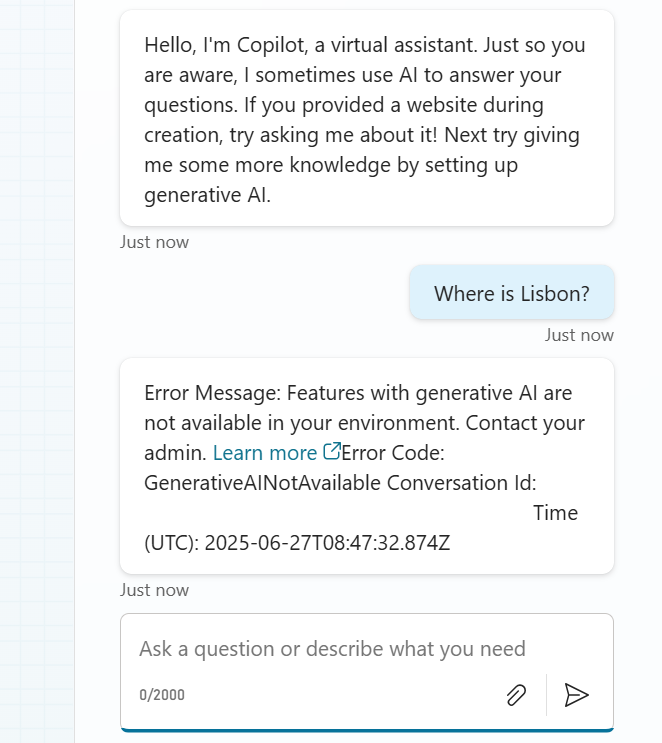 Hello, I'm Copilot, a virtual assistant. Just so you
are aware, I sometimes use AI to answer your
questions. If you provided a website during
creation, try asking me about it! Next try giving
me some more knowledge by setting up
generative AI.
Just now
Where is Lisbon?
Just now
Error Message: Features with generative AI are
not available in your environment. Contact your
admin. Learn more Error Code:
GenerativeAINotAvailable Conversation Id:
Time
(UTC): 2025-06-27T08:47:32.874Z
Just now
Ask a question or describe what you need
0/2000